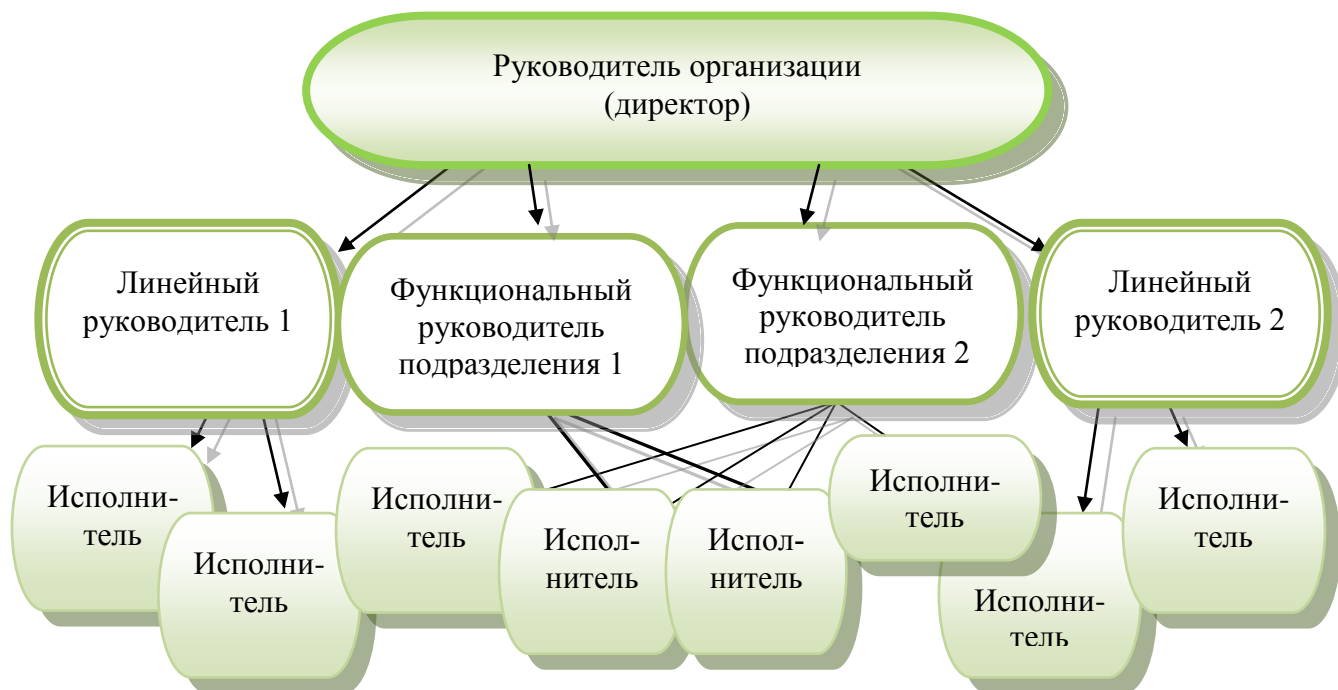 Руководитель организации
(директор)
Линейный
руководитель 1
Функциональный
руководитель
подразделения 1
Функциональный
руководитель
подразделения 2
Линейный
руководитель 2
Исполни-
тель
Исполни-
тель
Исполни-
тель
Испол-
нитель
Испол-
нитель
Исполни-
тель
Исполни-
тель
Исполни-
тель